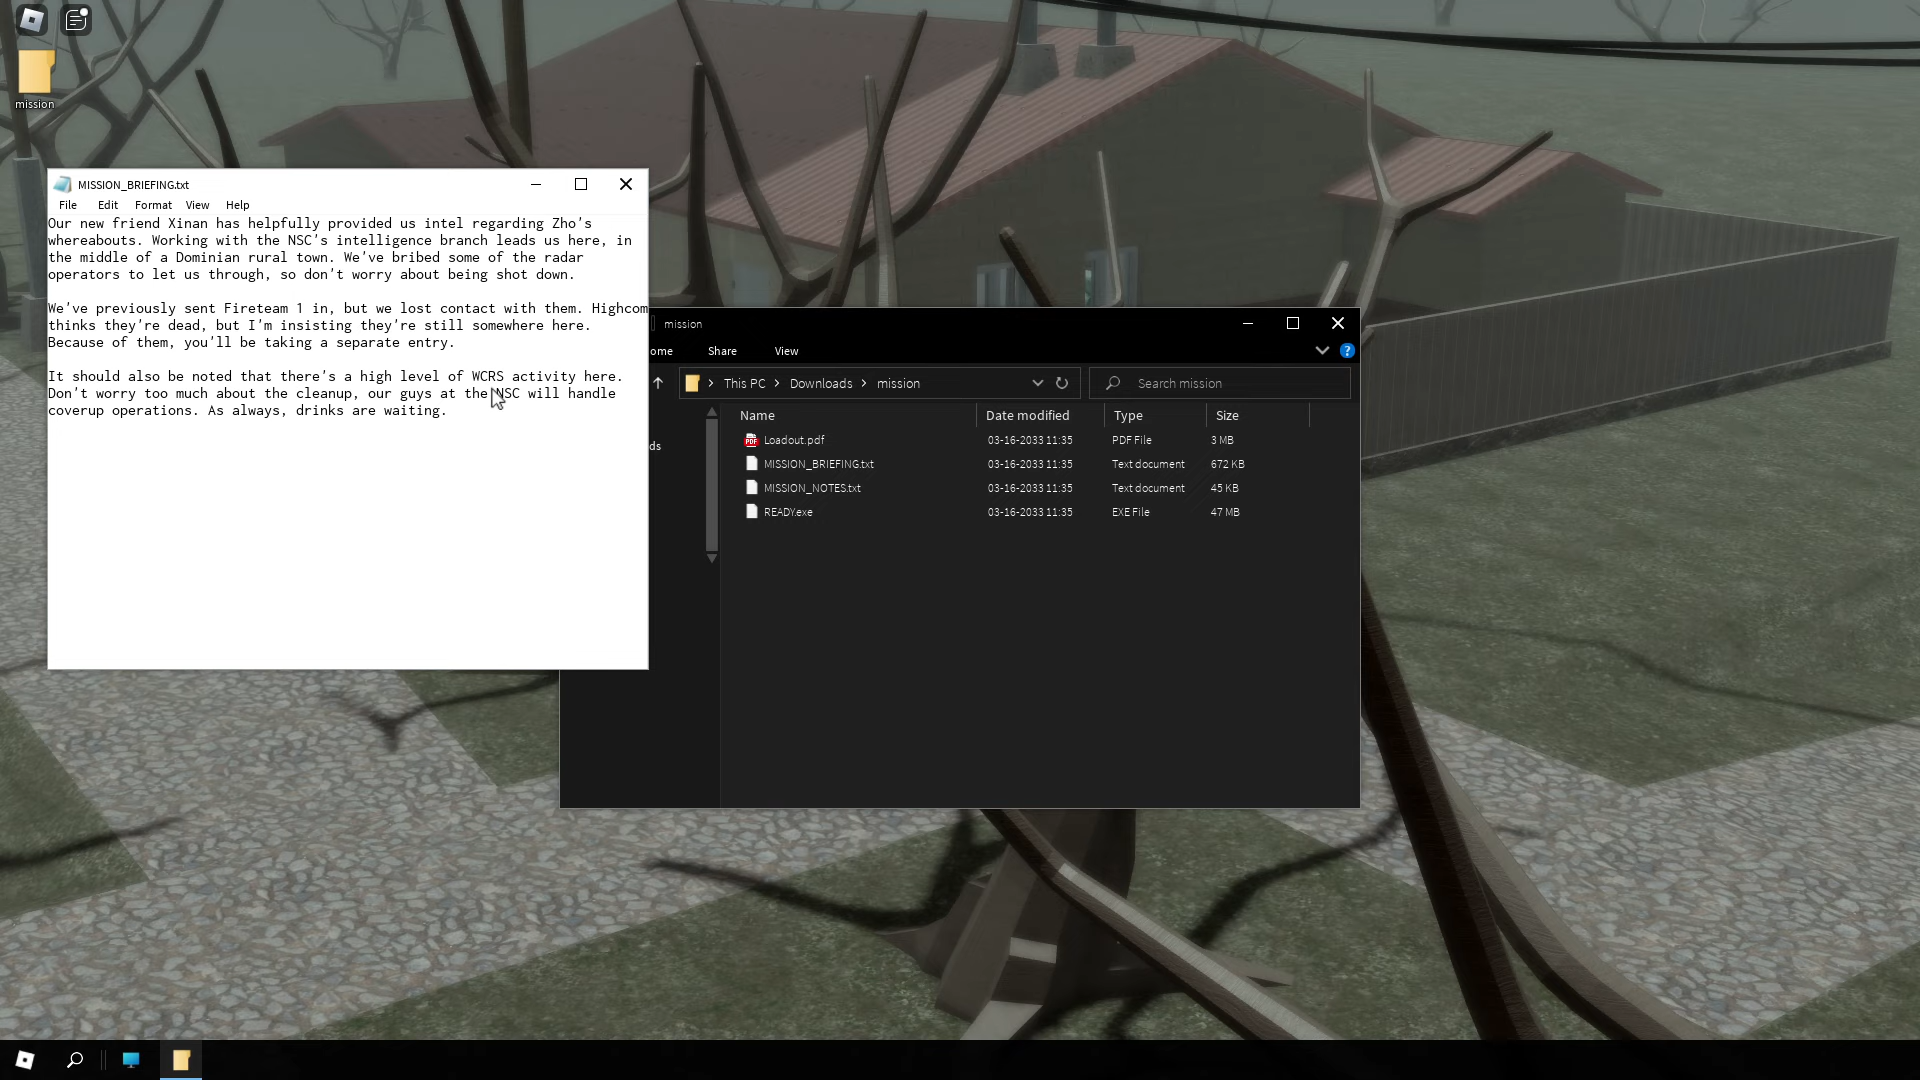 mission
MISSION_BRIEFING.txt
File Edit Format View Help
Our new friend Xinan has helpfully provided us intel regarding Zho's
whereabouts. Working with the NSC's intelligence branch leads us here, in
the middle of a Dominian rural town. We've bribed some of the radar
operators to let us through, so don't worry about being shot down.
We've previously sent Fireteam 1 in, but we lost contact with them. Highcom
thinks they're dead, but I'm insisting they're still somewhere here.
Because of them, you'll be taking a separate entry.
It should also be noted that there's a high level of WCRS activity here.
Don't worry too much about the cleanup, our guys at the NSC will handle
coverup operations. As always, drinks are waiting.
mission
ome Share View
This PC Downloads mission
Search mission
ds
Name Date modified Type Size
Loadout.pdf 03-16-2033 11:35 PDF File 3 MB
MISSION_BRIEFING.txt 03-16-2033 11:35 Text document 672 KB
MISSION_NOTES.txt 03-16-2033 11:35 Text document 45 KB
READY.exe 03-16-2033 11:35 EXE File 47 MB